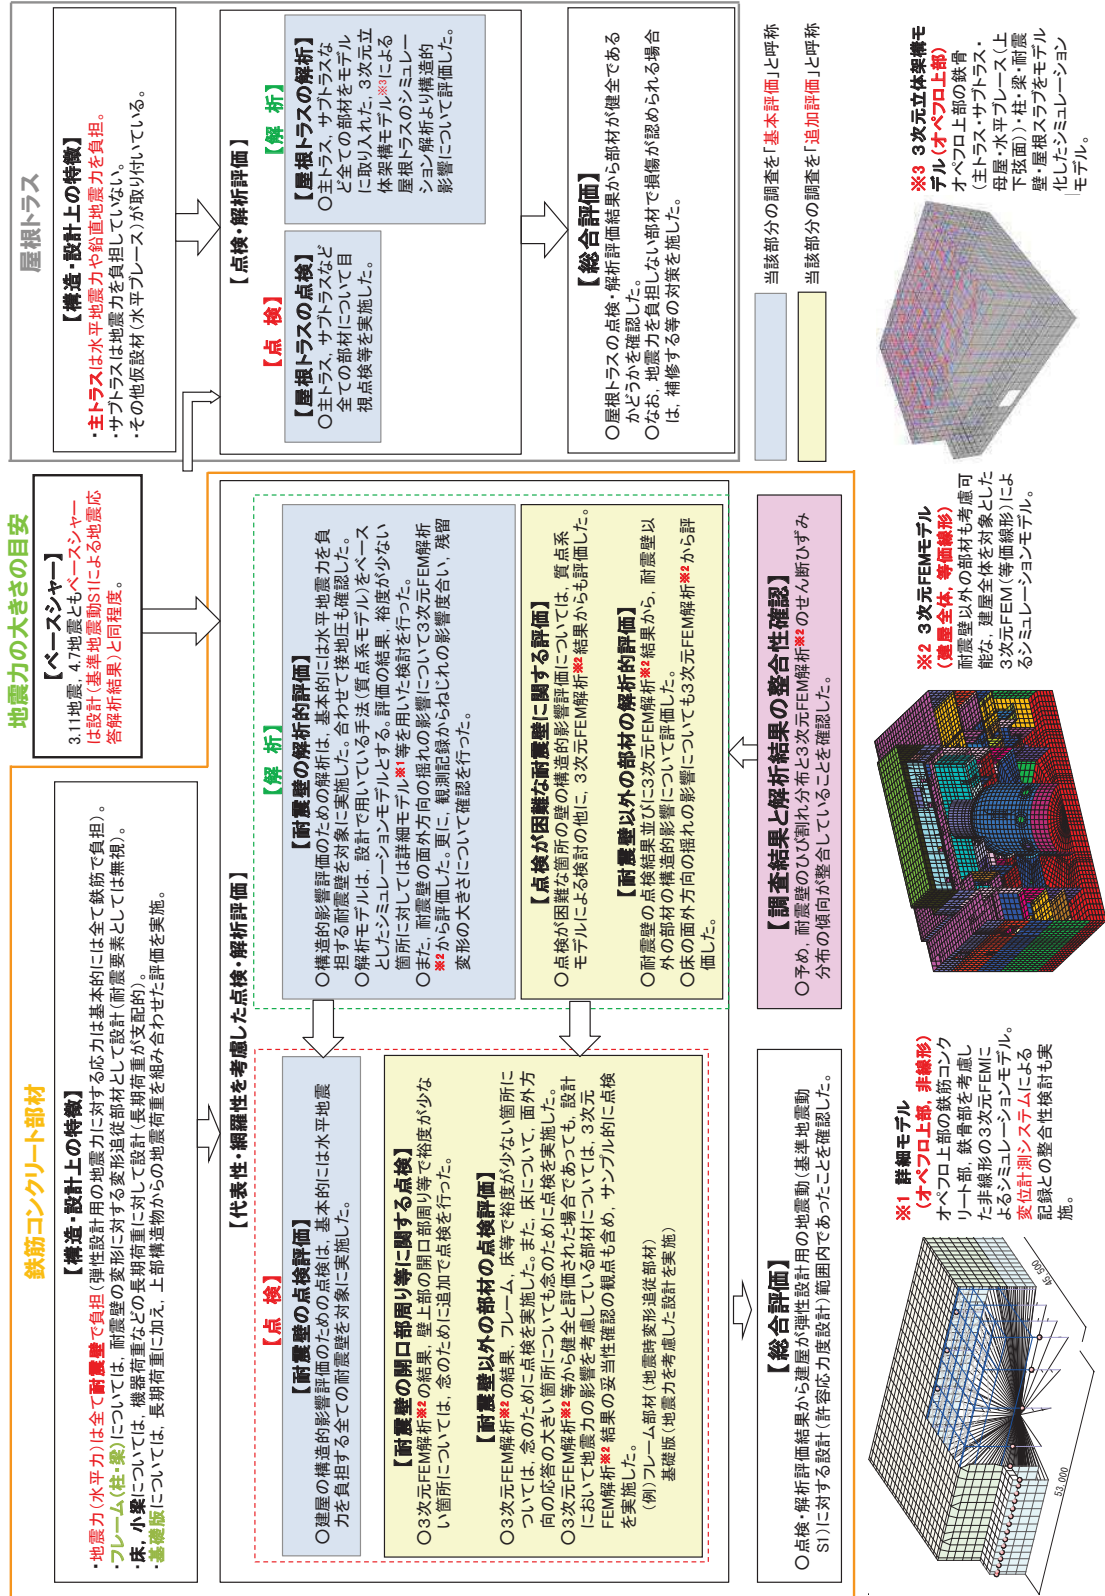 鉄筋コンクリート部材
【構造・設計上の特徴】
・地震力(水平力)は全て耐震壁で負担(弾性設計用の地震力に対する応力は基本的には全て鉄筋で負担)。
・フレーム(柱・梁)については、耐震壁の変形に対する変形追従部材として設計(耐震要素としては無視)。
・床、小梁については、機器荷重などの長期荷重に対して設計(長期荷重が支配的)。
・基礎版については、長期荷重に加え、上部構造物からの地震荷重を組み合わせた評価を実施。
地震力の大きさの目安
【ベースシャー】
3.11地震、4.7地震ともベースシャー
は設計(基準地震動S1による地震応
答解析結果)と同程度。
屋根トラス
【構造・設計上の特徴】
・主トラスは水平地震力や鉛直地震力を負担。
・サブトラスは地震力を負担していない。
・その他仮設材(水平ブレース)が取り付いている。
【代表性・網羅性を考慮した点検・解析評価】
【点 検】
【耐震壁の点検評価】
○建屋の構造的影響評価のための点検は、基本的には水平地震
力を負担する全ての耐震壁を対象に実施した。
【耐震壁の開口部周り等に関する点検】
○3次元FEM解析※2の結果、壁上部の開口部周り等で裕度が少な
い箇所については、念のために追加で点検を行った。
【耐震壁以外の部材の点検評価】
○3次元FEM解析※2の結果、フレーム、床等で裕度が少ない箇所に
ついては、念のために点検を実施した。また、床について、面外方
向の応答の大きい箇所についても念のために点検を実施した。
○3次元FEM解析※2等から健全と評価された場合であっても、設計
において地震力の影響を考慮している部材については、3次元
FEM解析※2結果の妥当性確認の観点も含め、サンプル的に点検
を実施した。
(例)フレーム部材(地震時変形追従部材)
基礎版(地震力を考慮した設計を実施)
【解 析】
【耐震壁の解析的評価】
○構造的影響評価のための解析は、基本的には水平地震力を負
担する耐震壁を対象に実施した。合わせて接地圧も確認した。
○解析モデルは、設計で用いている手法(質点系モデル)をベース
としたシミュレーションモデルとする。評価の結果、裕度が少ない
箇所に対しては詳細モデル※1等を用いた検討を行った。
○また、耐震壁の面外方向の揺れの影響について3次元FEM解析
※2から評価した。更に、観測記録からねじれの影響度合い、残留
変形の大きさについて確認を行った。
【点検が困難な耐震壁に関する評価】
○点検が困難な箇所の壁の構造的影響評価については、質点系
モデルによる検討の他に、3次元FEM解析※2結果からも評価した。
【耐震壁以外の部材の解析的評価】
○耐震壁の点検結果並びに3次元FEM解析※2結果から、耐震壁以
外の部材の構造的影響について評価した。
○床の面外方向の揺れの影響についても3次元FEM解析※2から評
価した。
【点検・解析評価】
【点 検】
【屋根トラスの点検】
○主トラス、サブトラスなど
全ての部材について目
視点検等を実施した。
【解 析】
【屋根トラスの解析】
○主トラス、サブトラスな
ど全ての部材をモデル
に取り入れた、3次元立
体架構モデル※3による
屋根トラスのシミュレー
ション解析より構造的
影響について評価した。
【総合評価】
○点検・解析評価結果から建屋が弾性設計用の地震動(基準地震動
S1)に対する設計(許容応力度設計)範囲内であったことを確認した。
【調査結果と解析結果の整合性確認】
○予め、耐震壁のひび割れ分布と3次元FEM解析※2のせん断ひずみ
分布の傾向が整合していることを確認した。
【総合評価】
○屋根トラスの点検・解析評価結果から部材が健全である
かどうかを確認した。
○なお、地震力を負担しない部材で損傷が認められる場合
は、補修する等の対策を施した。
当該部分の調査を「基本評価」と呼称
当該部分の調査を「追加評価」と呼称
45,500
53,000
※1 詳細モデル
(オペフロ上部、非線形)
オペフロ上部の鉄筋コンク
リート部、鉄骨部を考慮し
た非線形の3次元FEMに
よるシミュレーションモデル。
変位計測システムによる
記録との整合性検討も実
施。
※2 3次元FEMモデル
(建屋全体、等価線形)
耐震壁以外の部材も考慮可
能な、建屋全体を対象とした
3次元FEM(等価線形)によ
るシミュレーションモデル。
※3 3次元立体架構モ
デル(オペフロ上部)
オペフロ上部の鉄骨
(主トラス・サブトラス・
母屋・水平ブレース(上
下弦面))・柱・梁・耐震
壁・屋根スラブをモデル
化したシミュレーション
モデル。